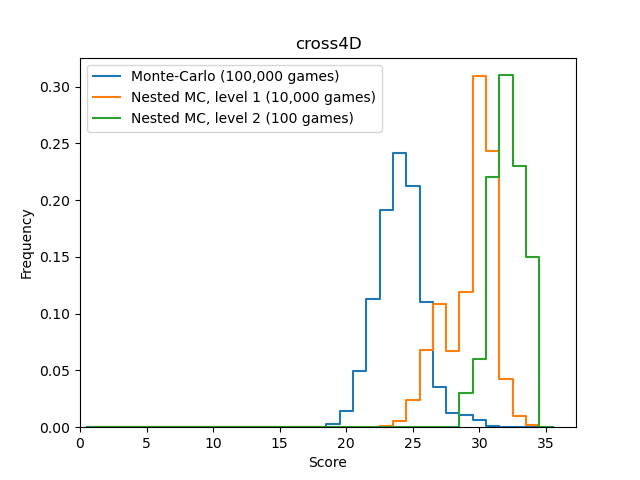 cross4D
Monte-Carlo (100,000 games)
Nested MC, level 1 (10,000 games)
Nested MC, level 2 (100 games)
0.30
0.25
0.20
0.15
0.10
0.05
0.00
Frequency
0 5 10 15 20 25 30 35
Score